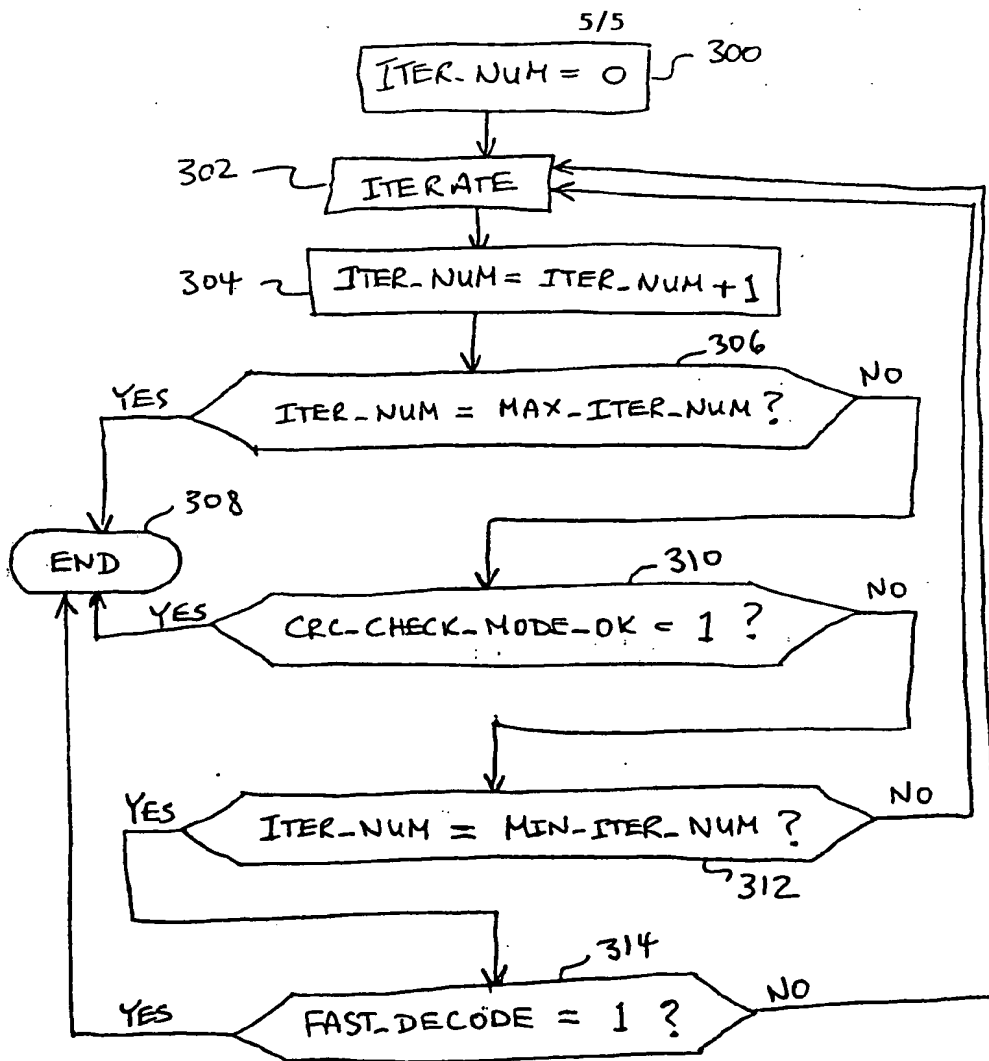 5/5
ITER_NUM = 0
300
302
ITERATE
304
ITER_NUM = ITER_NUM + 1
306
YES
ITER_NUM = MAX_ITER_NUM ?
NO
308
END
310
YES
CRC_CHECK_MODE_OK = 1 ?
NO
YES
ITER_NUM = MIN_ITER_NUM ?
NO
312
314
YES
FAST_DECODE = 1 ?
NO